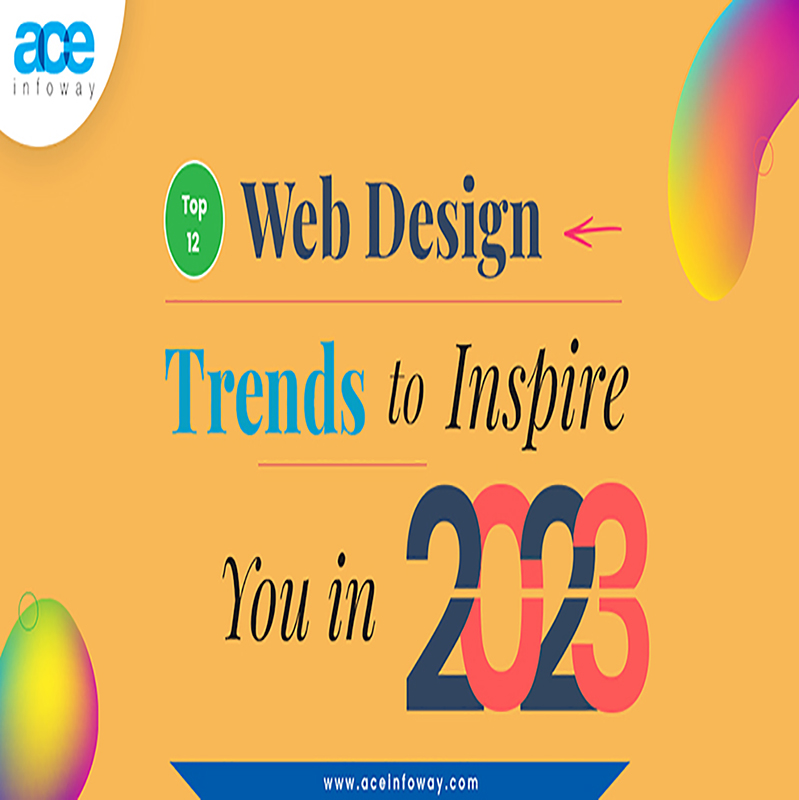 ace
infoway
Top
12
Web Design
Trends to Inspire
You in 2023
www.aceinfoway.com